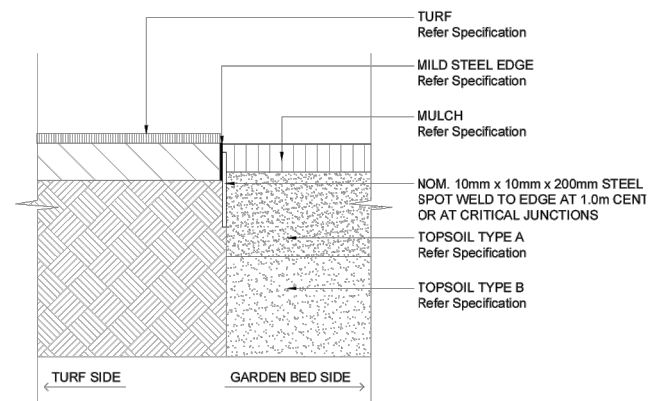 TURF
Refer Specification
MILD STEEL EDGE
Refer Specification
MULCH
Refer Specification
NOM. 10mm x 10mm x 200mm STEEL
SPOT WELD TO EDGE AT 1.0m CENT
OR AT CRITICAL JUNCTIONS
TOPSOIL TYPE A
Refer Specification
TOPSOIL TYPE B
Refer Specification
TURF SIDE
GARDEN BED SIDE